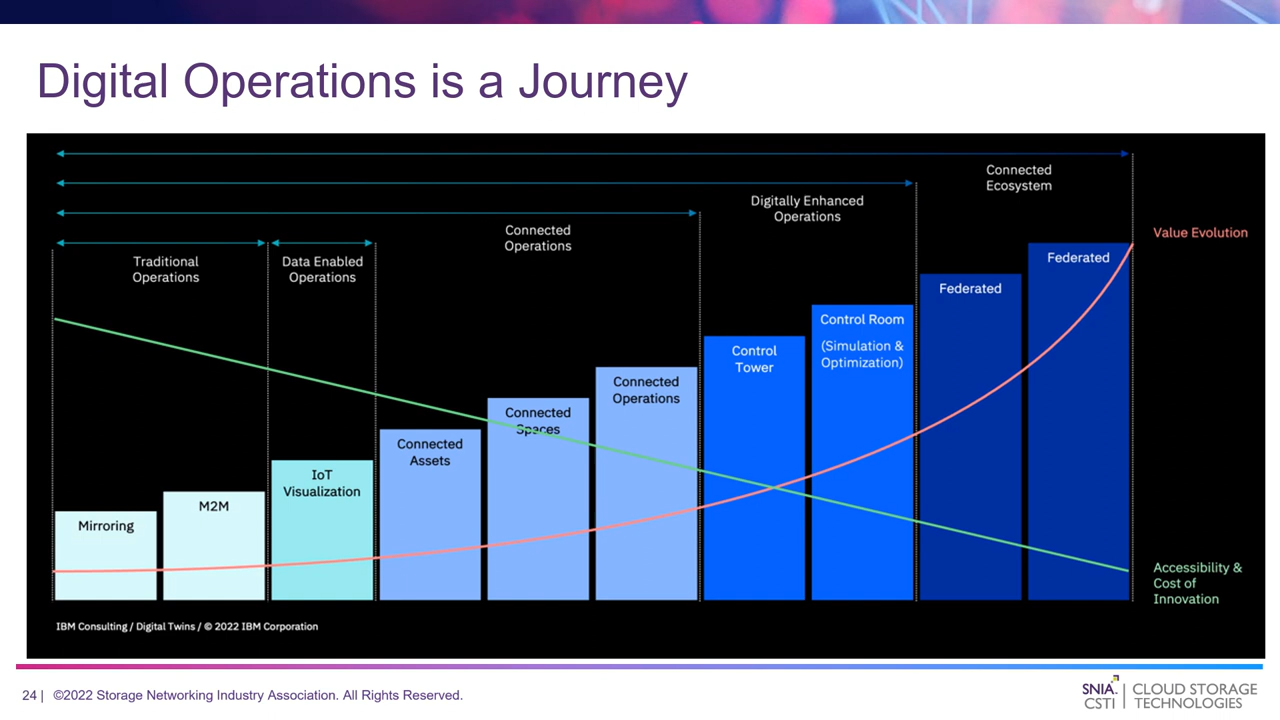 Digital Operations is a Journey
Connected
Ecosystem
Digitally Enhanced
Operations
Connected
Operations
Traditional
Operations
Data Enabled
Operations
Value Evolution
Federated
Federated
Control Room
(Simulation &
Optimization)
Control
Tower
Connected
Operations
Connected
Spaces
Connected
Assets
IoT
Visualization
M2M
Mirroring
Accessibility &
Cost of
Innovation
IBM Consulting / Digital Twins / © 2022 IBM Corporation
24 | ©2022 Storage Networking Industry Association. All Rights Reserved.
SNIA.
CSTI
CLOUD STORAGE
TECHNOLOGIES